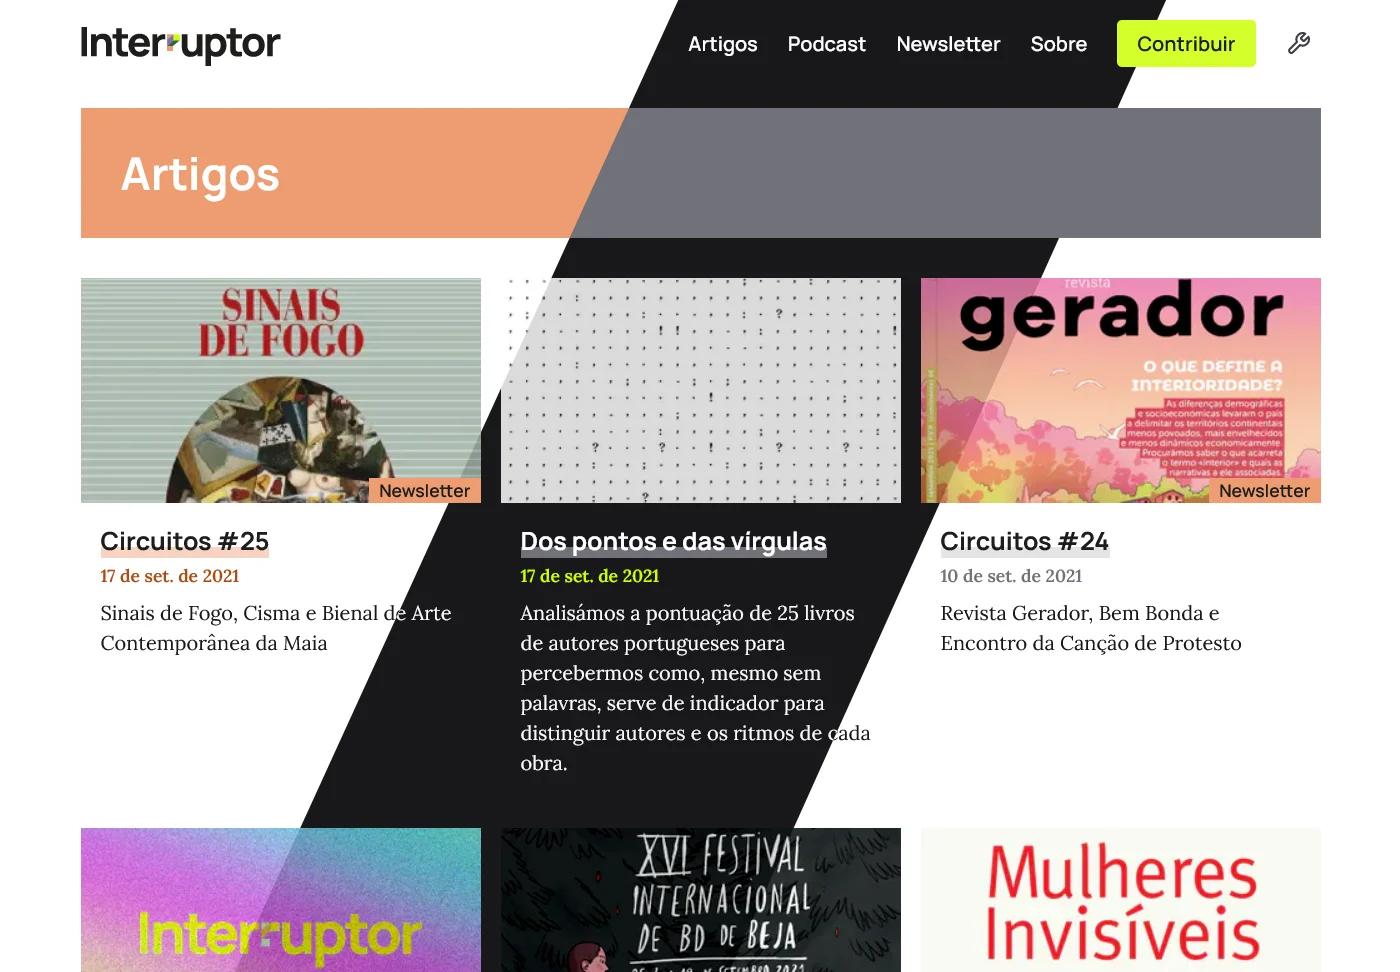 Interruptor
Artigos
Podcast
Newsletter
Sobre
Contribuir
Artigos
SINAIS
DE FOGO
Newsletter
revista
gerador
O QUE DEFINE A
INTERIORIDADE?
As diferenças demográficas
e socioeconómicas levaram o país
a delimitar os territórios continentais
menos povoados, mais envelhecidos
e menos dinâmicos economicamente.
Procurámos saber o que acarreta
o termo «interior» e quais as
narrativas a ele associadas.
Newsletter
Circuitos #25
17 de set. de 2021
Sinais de Fogo, Cisma e Bienal de Arte
Contemporânea da Maia
Dos pontos e das vírgulas
17 de set. de 2021
Analisámos a pontuação de 25 livros
de autores portugueses para
percebermos como, mesmo sem
palavras, serve de indicador para
distinguir autores e os ritmos de cada
obra.
Circuitos #24
10 de set. de 2021
Revista Gerador, Bem Bonda e
Encontro da Canção de Protesto
Interruptor
XVI FESTIVAL
INTERNACIONAL
DE BD DE BEJA
Mulheres
Invisíveis